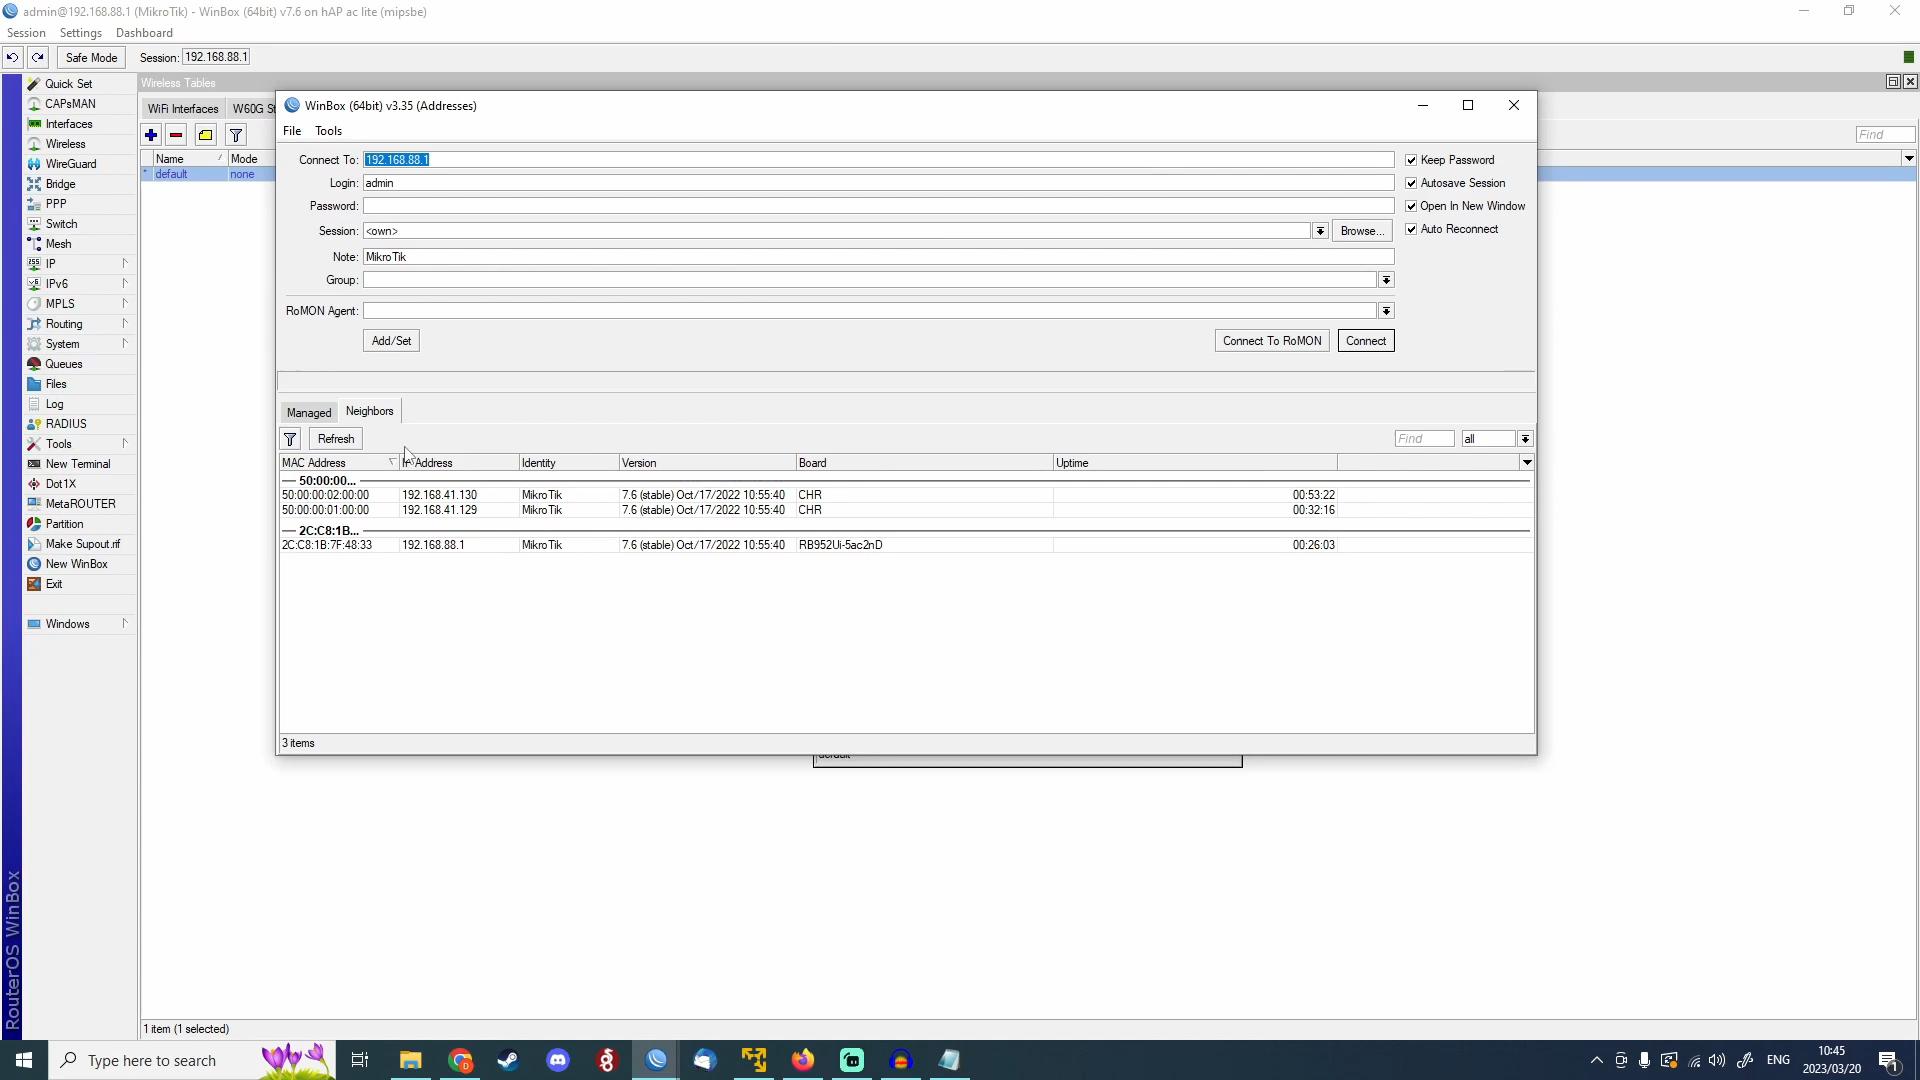 admin@192.168.88.1 (MikroTik) - WinBox (64bit) v7.6 on hAP ac lite (mipsbe)
Session Settings Dashboard
Safe Mode Session: 192.168.88.1
Quick Set
CAPsMAN
Interfaces
Wireless
WireGuard
Bridge
PPP
Switch
Mesh
IP
IPv6
MPLS
Routing
System
Queues
Files
Log
RADIUS
Tools
New Terminal
Dot1X
MetaROUTER
Partition
Make Supout.rif
New WinBox
Exit
Windows
RouterOS WinBox
Wireless Tables
WiFi Interfaces W60G St
Find
Name Mode
* default none
WinBox (64bit) v3.35 (Addresses)
File Tools
Connect To: 192.168.88.1
Login: admin
Password:
Session: <own> Browse...
Note: MikroTik
Group:
RoMON Agent:
Add/Set Connect To RoMON Connect
Keep Password
Autosave Session
Open In New Window
Auto Reconnect
Managed Neighbors
Refresh Find all
MAC Address Address Identity Version Board Uptime
50:00:00...
50:00:00:02:00:00 192.168.41.130 MikroTik 7.6 (stable) Oct/17/2022 10:55:40 CHR 00:53:22
50:00:00:01:00:00 192.168.41.129 MikroTik 7.6 (stable) Oct/17/2022 10:55:40 CHR 00:32:16
2C:C8:1B...
2C:C8:1B:7F:48:33 192.168.88.1 MikroTik 7.6 (stable) Oct/17/2022 10:55:40 RB952Ui-5ac2nD 00:26:03
3 items
default
1 item (1 selected)
Type here to search
ENG
10:45
2023/03/20
1